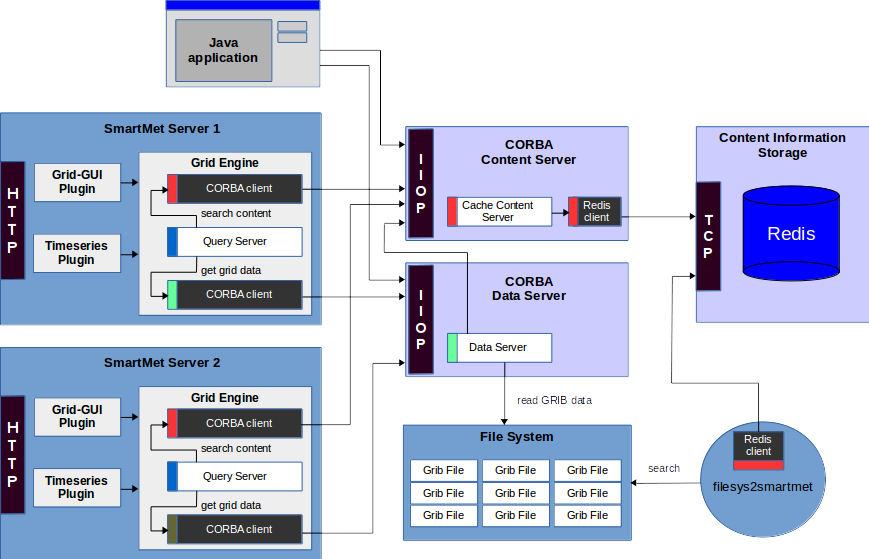 Java
application
SmartMet Server 1
HTTP
Grid-GUI
Plugin
Timeseries
Plugin
Grid Engine
CORBA client
search content
Query Server
get grid data
CORBA client
SmartMet Server 2
HTTP
Grid-GUI
Plugin
Timeseries
Plugin
Grid Engine
CORBA client
search content
Query Server
get grid data
CORBA client
CORBA
Content Server
IIOP
Cache Content
Server
Redis
client
CORBA
Data Server
IIOP
Data Server
read GRIB data
File System
Grib File Grib File Grib File
Grib File Grib File Grib File
Grib File Grib File Grib File
Content Information
Storage
TCP
Redis
search
Redis
client
filesys2smartmet